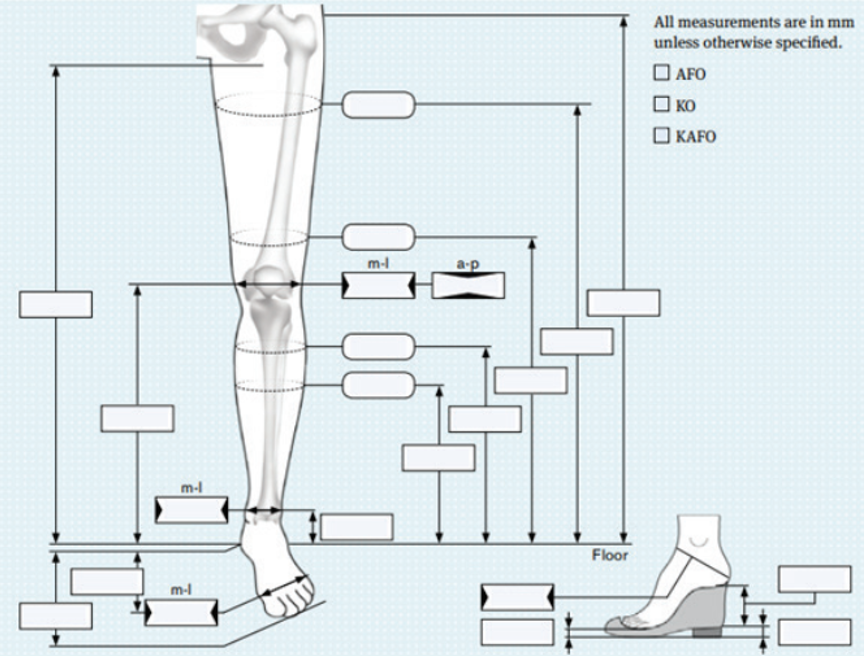 All measurements are in mm
unless otherwise specified.
AFO
KO
KAFO
m-l
a-p
m-l
Floor
m-l